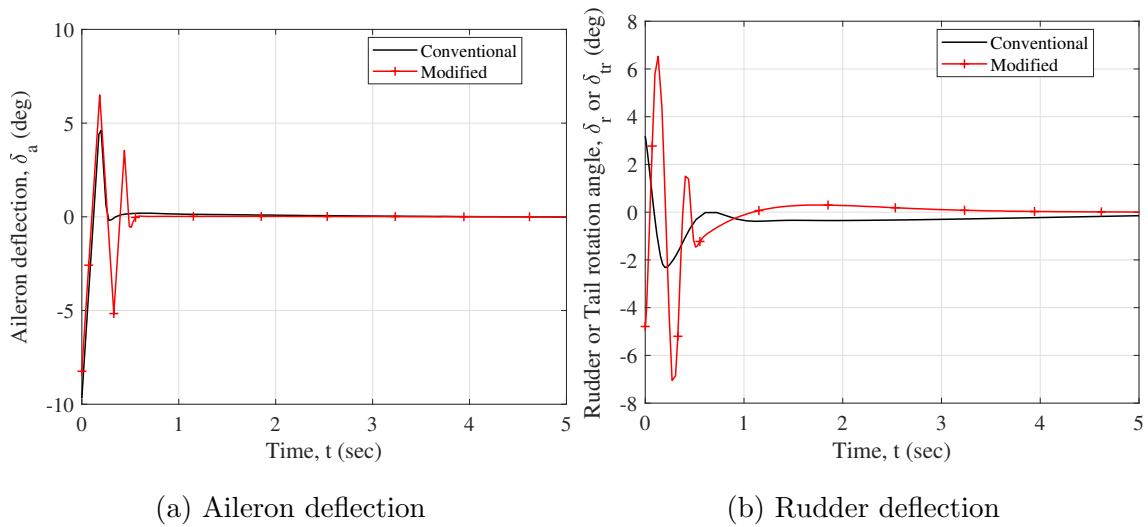 10
5
0
-5
-10
0
1
2
3
4
5
Aileron deflection, δa (deg)
Time, t (sec)
Conventional
Modified
(a) Aileron deflection
8
6
4
2
0
-2
-4
-6
-8
0
1
2
3
4
5
Rudder or Tail rotation angle, δr or δtr (deg)
Time, t (sec)
Conventional
Modified
(b) Rudder deflection